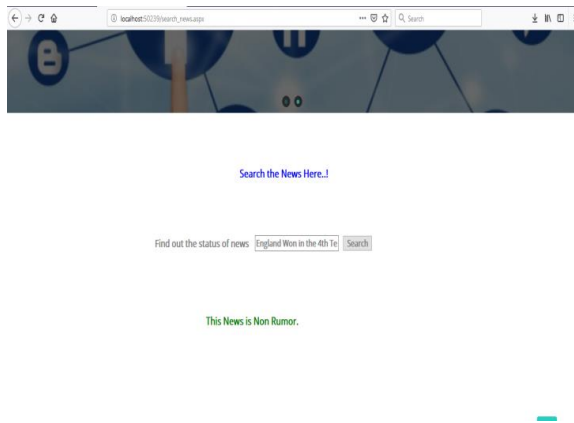 localhost:50239/search_news.aspx
Search
Search the News Here..!
Find out the status of news England Won in the 4th Te Search
This News is Non Rumor.